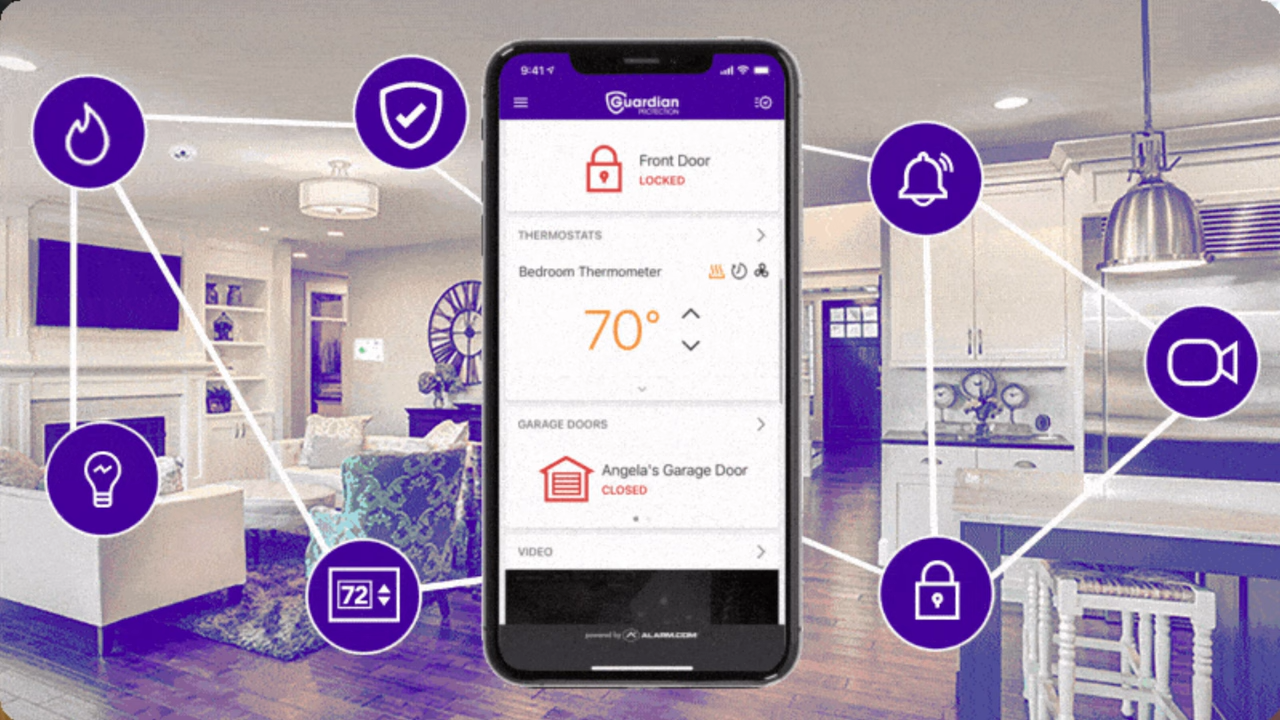 9:41
Guardian
PROTECTION
Front Door
LOCKED
THERMOSTATS
Bedroom Thermometer
70°
GARAGE DOORS
Angela's Garage Door
CLOSED
VIDEO
powered by ALARM.COM
72